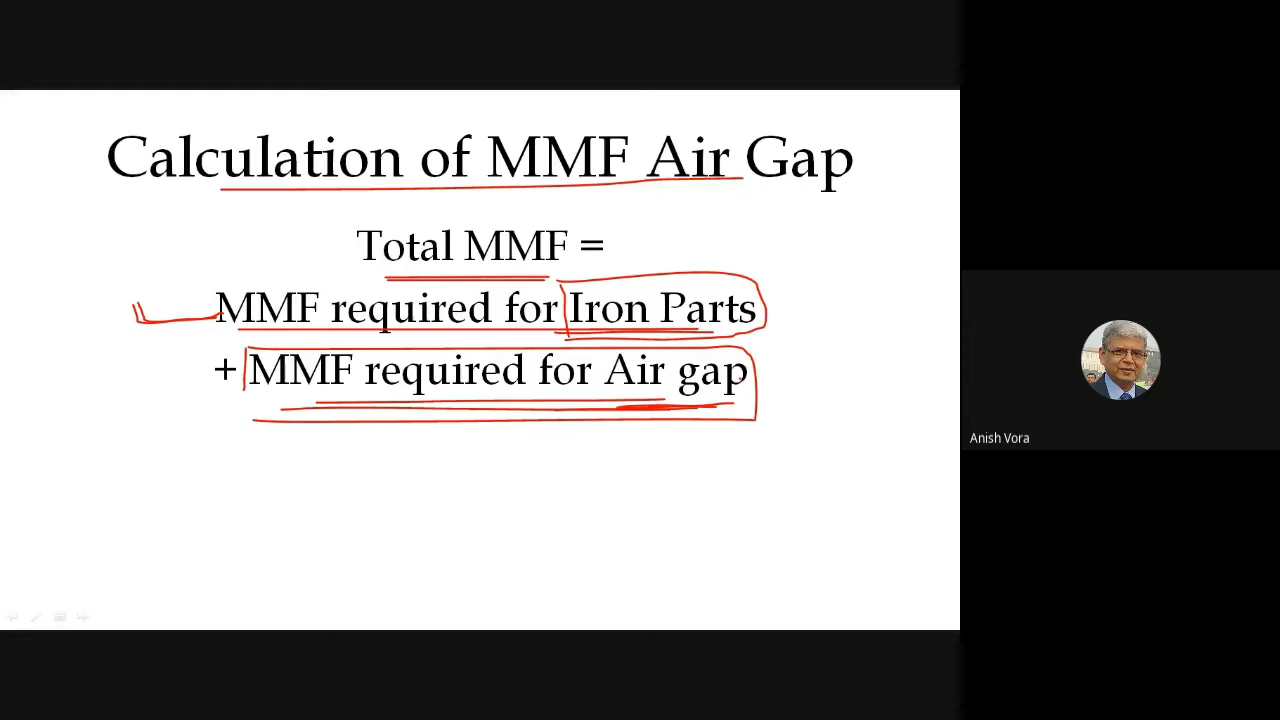 Calculation of MMF Air Gap
Total MMF =
MMF required for Iron Parts
+ MMF required for Air gap
Anish Vora